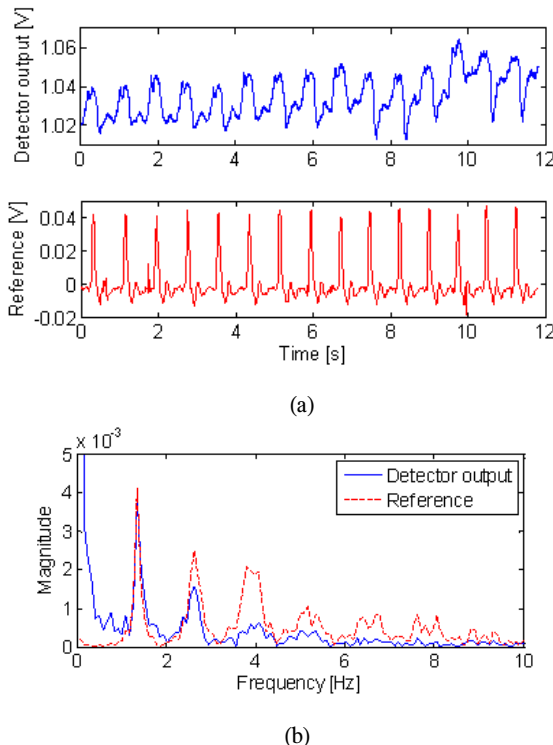 Detector output [V]
1.06
1.04
1.02
0 2 4 6 8 10 12
Reference [V]
0.04
0.02
0
-0.02
0 2 4 6 8 10 12
Time [s]
(a)
x 10-3
Magnitude
5
4
3
2
1
0
Detector output
Reference
0 2 4 6 8 10
Frequency [Hz]
(b)